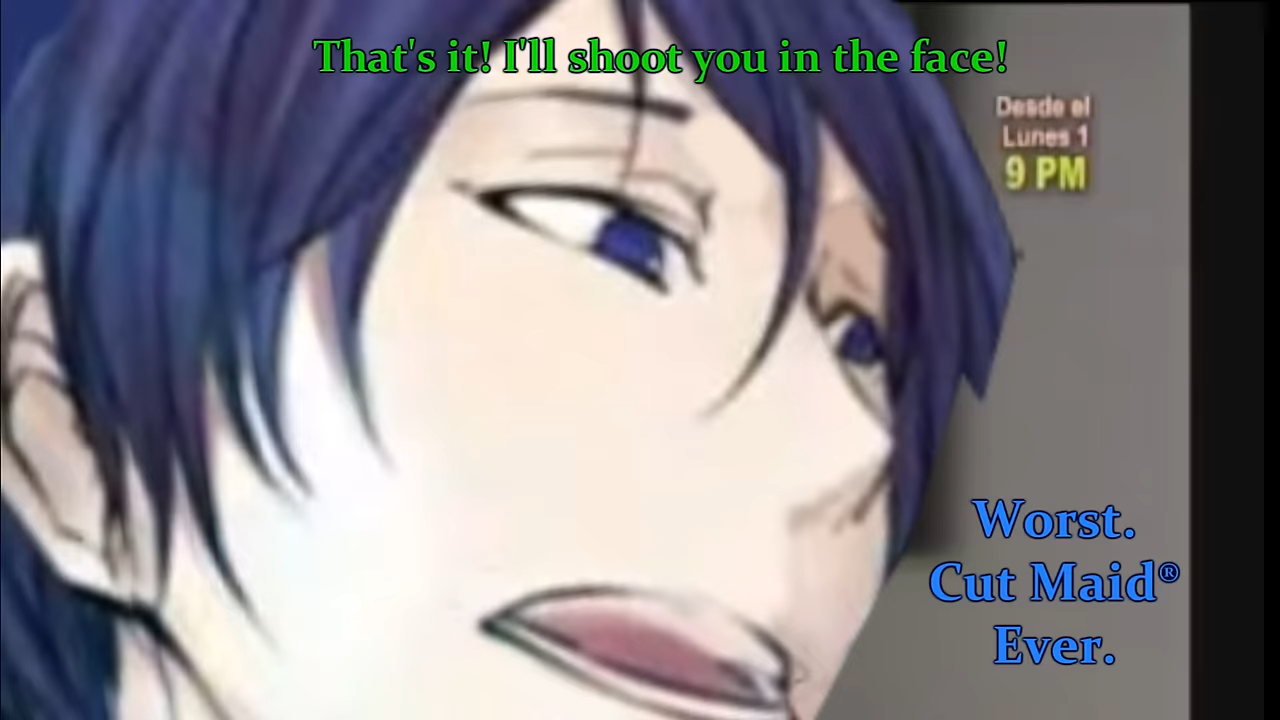 That's it! I'll shoot you in the face!
Desde el
Lunes 1
9 PM
Worst.
Cut Maid®
Ever.